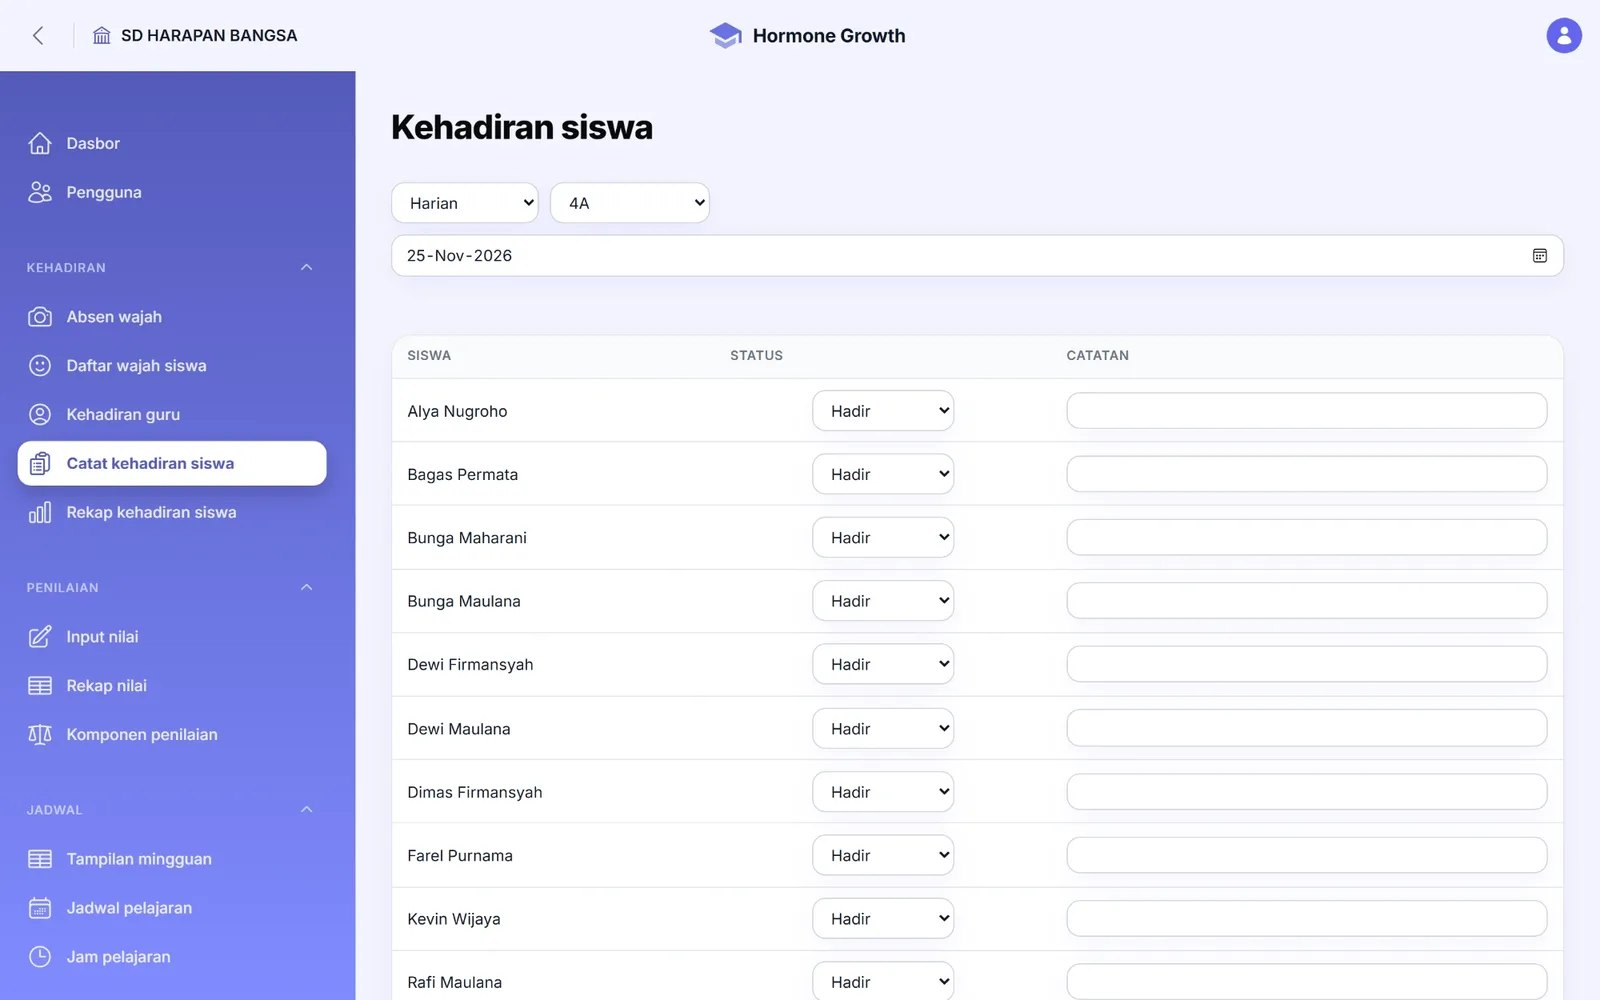 SD HARAPAN BANGSA
Hormone Growth
Dasbor
Pengguna
KEHADIRAN
Absen wajah
Daftar wajah siswa
Kehadiran guru
Catat kehadiran siswa
Rekap kehadiran siswa
PENILAIAN
Input nilai
Rekap nilai
Komponen penilaian
JADWAL
Tampilan mingguan
Jadwal pelajaran
Jam pelajaran
Kehadiran siswa
Harian 4A
25-Nov-2026
SISWA STATUS CATATAN
Alya Nugroho Hadir
Bagas Permata Hadir
Bunga Maharani Hadir
Bunga Maulana Hadir
Dewi Firmansyah Hadir
Dewi Maulana Hadir
Dimas Firmansyah Hadir
Farel Purnama Hadir
Kevin Wijaya Hadir
Rafi Maulana Hadir